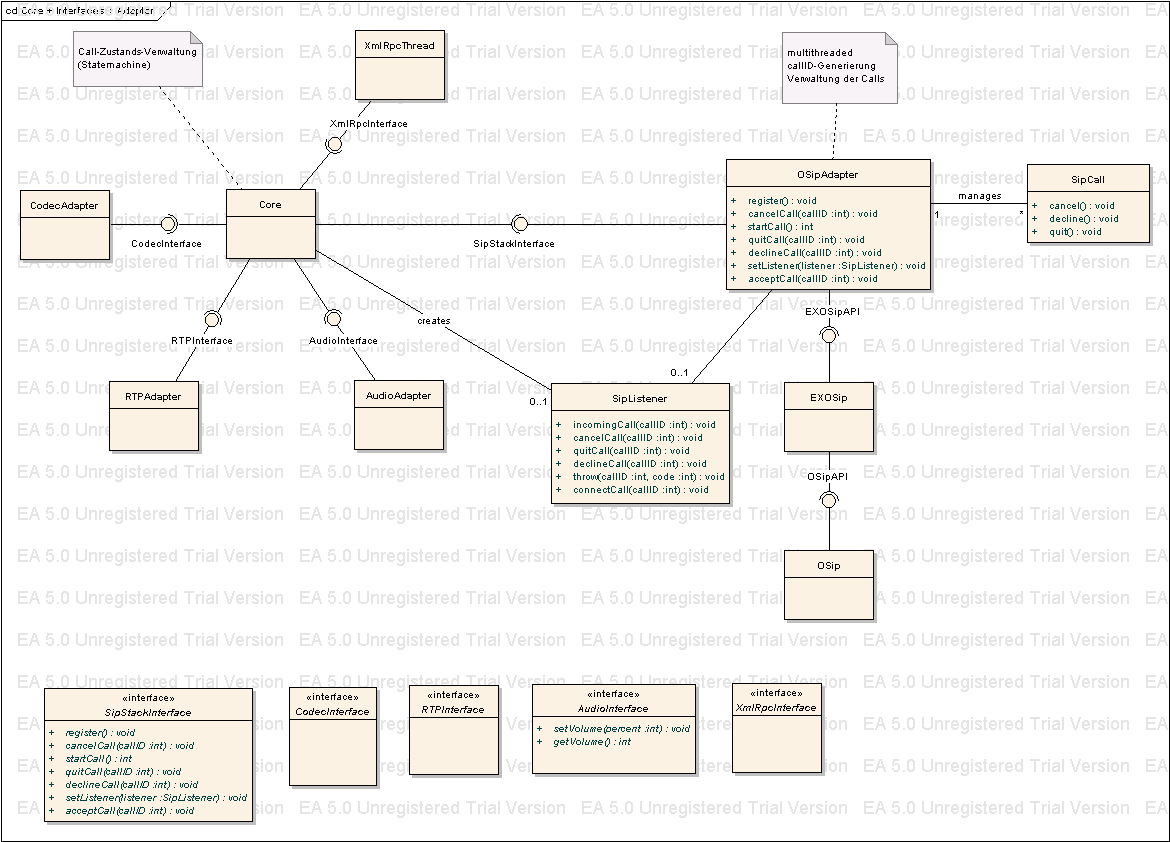 cd Core + Interfaces : Adapter
EA 5.0 Unregistered Trial Version
Call-Zustands-Verwaltung
(Statemachine)
XmlRpcThread
multithreaded
callID-Generierung
Verwaltung der Calls
XmlRpcInterface
CodecAdapter
CodecInterface
Core
SipStackInterface
OSipAdapter
+ register() : void
+ cancelCall(callID :int) : void
+ startCall() : int
+ quitCall(callID :int) : void
+ declineCall(callID :int) : void
+ setListener(listener :SipListener) : void
+ acceptCall(callID :int) : void
manages
1
*
SipCall
+ cancel() : void
+ decline() : void
+ quit() : void
RTPInterface
AudioInterface
creates
EXOSipAPI
0..1
0..1
RTPAdapter
AudioAdapter
SipListener
+ incomingCall(callID :int) : void
+ cancelCall(callID :int) : void
+ quitCall(callID :int) : void
+ declineCall(callID :int) : void
+ throw(callID :int, code :int) : void
+ connectCall(callID :int) : void
EXOSip
OSipAPI
OSip
«interface»
SipStackInterface
+ register() : void
+ cancelCall(callID :int) : void
+ startCall() : int
+ quitCall(callID :int) : void
+ declineCall(callID :int) : void
+ setListener(listener :SipListener) : void
+ acceptCall(callID :int) : void
«interface»
CodecInterface
«interface»
RTPInterface
«interface»
AudioInterface
+ setVolume(percent :int) : void
+ getVolume() : int
«interface»
XmlRpcInterface